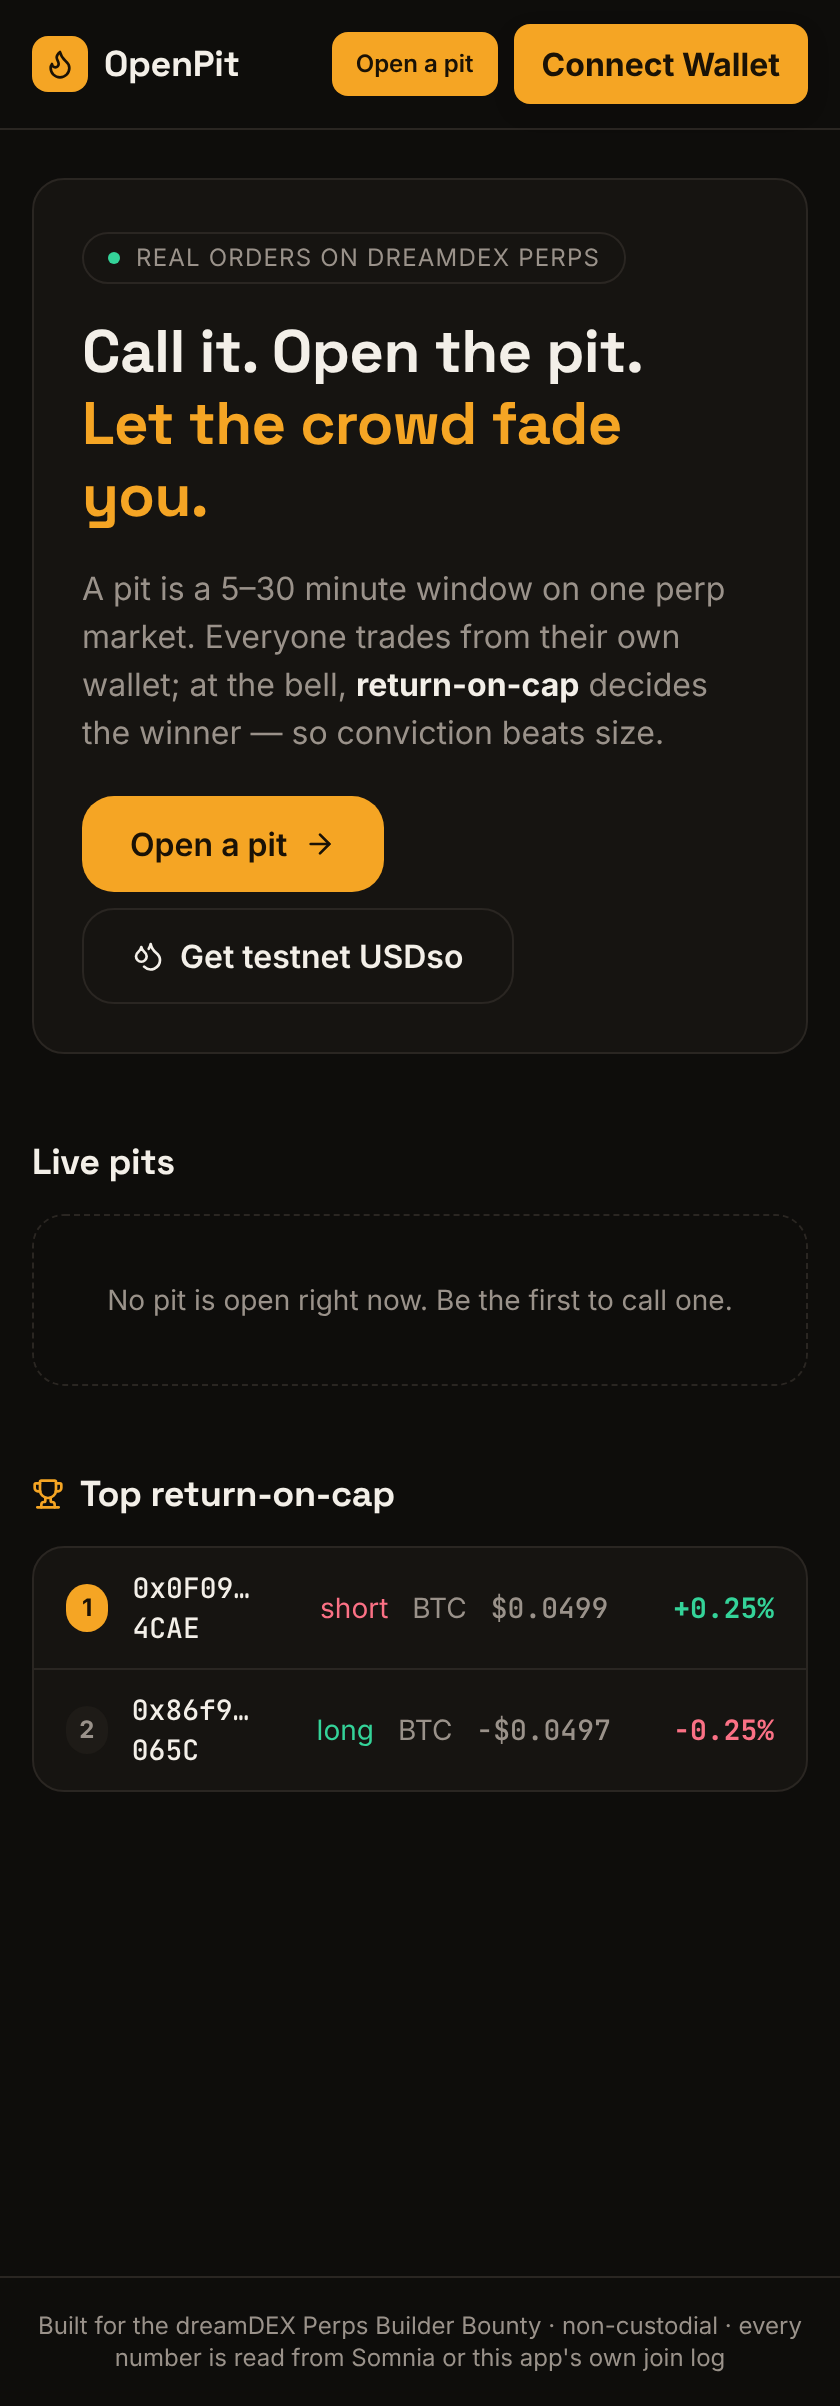 OpenPit
Open a pit
Connect Wallet
REAL ORDERS ON DREAMDEX PERPS
Call it. Open the pit.
Let the crowd fade
you.
A pit is a 5–30 minute window on one perp
market. Everyone trades from their own
wallet; at the bell, return-on-cap decides
the winner — so conviction beats size.
Open a pit →
Get testnet USDso
Live pits
No pit is open right now. Be the first to call one.
Top return-on-cap
1 0x0F09… short BTC $0.0499 +0.25%
4CAE
2 0x86f9… long BTC -$0.0497 -0.25%
065C
Built for the dreamDEX Perps Builder Bounty · non-custodial · every
number is read from Somnia or this app's own join log